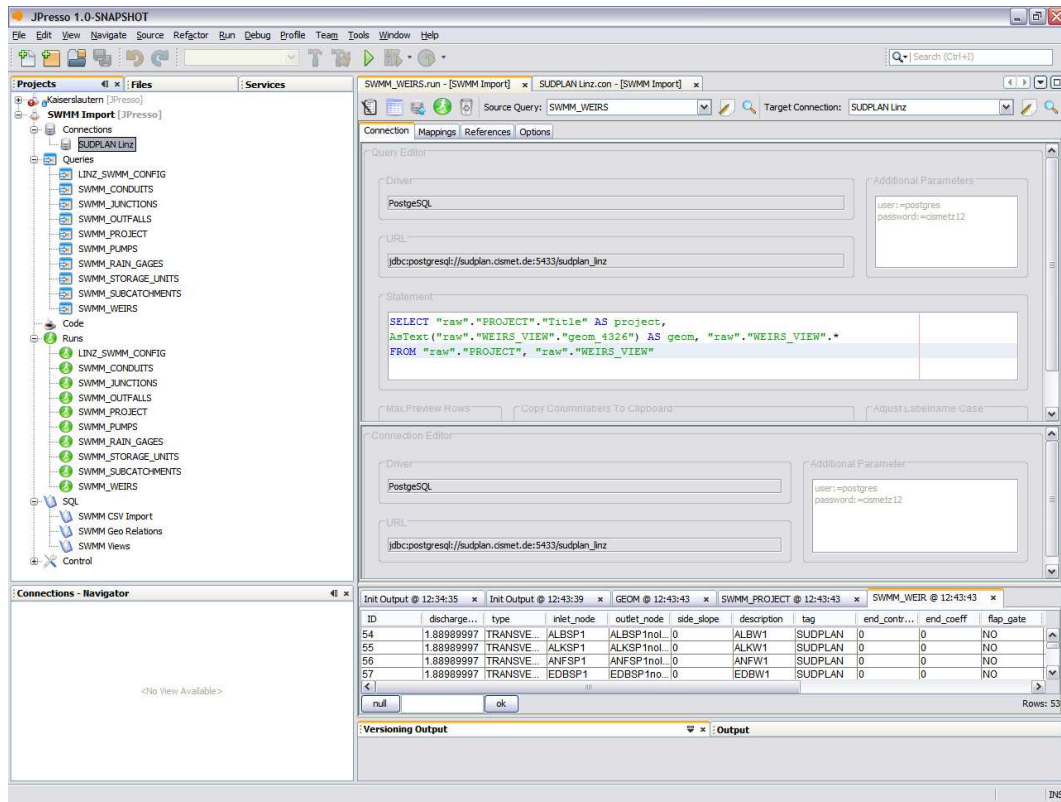 JPresso 1.0-SNAPSHOT
File Edit View Navigate Source Refactor Run Debug Profile Team Tools Window Help
Search (Ctrl+I)
Projects
Files
Services
Kaiserslautern [JPresso]
SWMM Import [JPresso]
Connections
SUDPLAN Linz
Queries
LINZ_SWMM_CONFIG
SWMM_CONDUITS
SWMM_JUNCTIONS
SWMM_OUTFALLS
SWMM_PROJECT
SWMM_PUMPS
SWMM_RAIN_GAGES
SWMM_STORAGE_UNITS
SWMM_SUBCATCHMENTS
SWMM_WEIRS
Code
Runs
LINZ_SWMM_CONFIG
SWMM_CONDUITS
SWMM_JUNCTIONS
SWMM_OUTFALLS
SWMM_PROJECT
SWMM_PUMPS
SWMM_RAIN_GAGES
SWMM_STORAGE_UNITS
SWMM_SUBCATCHMENTS
SWMM_WEIRS
SQL
SWMM CSV Import
SWMM Geo Relations
SWMM Views
Control
Connections - Navigator
<No View Available>
SWMM_WEIRS.run - [SWMM Import] SUDPLAN Linz.con - [SWMM Import]
Source Query: SWMM_WEIRS Target Connection: SUDPLAN Linz
Connection Mappings References Options
Query Editor
Driver
PostgeSQL
Additional Parameters
user:=postgres
password:=cismetz12
URL
jdbc:postgresql://sudplan.cismet.de:5433/sudplan_linz
Statement
SELECT "raw"."PROJECT"."Title" AS project,
AsText("raw"."WEIRS_VIEW"."geom_4326") AS geom, "raw"."WEIRS_VIEW".*
FROM "raw"."PROJECT", "raw"."WEIRS_VIEW"
Max.Preview Rows Copy Columnlabels To Clipboard Adjust Labelname Case
Connection Editor
Driver
PostgeSQL
Additional Parameter
user:=postgres
password:=cismetz12
URL
jdbc:postgresql://sudplan.cismet.de:5433/sudplan_linz
Init Output @ 12:34:35 Init Output @ 12:43:39 GEOM @ 12:43:43 SWMM_PROJECT @ 12:43:43 SWMM_WEIR @ 12:43:43
ID discharge... type inlet_node outlet_node side_slope description tag end_contr... end_coeff flap_gate
54 1.88989997 TRANSVE... ALBSP1 ALBSP1nol... 0 ALBW1 SUDPLAN 0 0 NO
55 1.88989997 TRANSVE... ALKSP1 ALKSP1nol... 0 ALKW1 SUDPLAN 0 0 NO
56 1.88989997 TRANSVE... ANFSP1 ANFSP1nol... 0 ANFW1 SUDPLAN 0 0 NO
57 1.88989997 TRANSVE... EDBSP1 EDBSP1no... 0 EDBW1 SUDPLAN 0 0 NO
null ok Rows: 53
Versioning Output
Output
INS